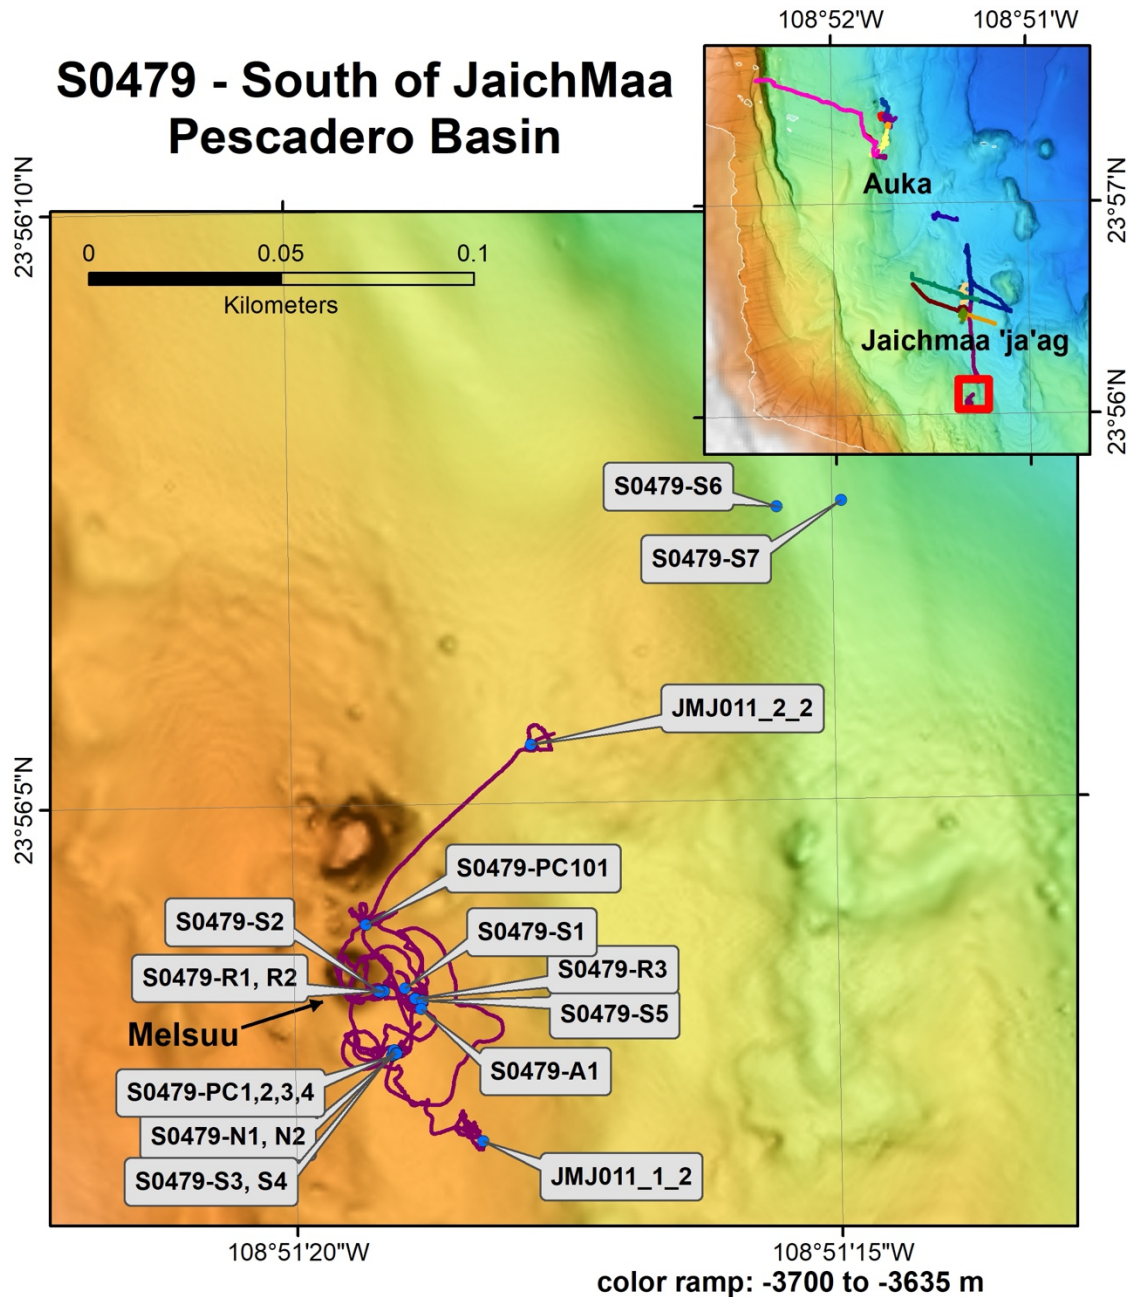 108°52'W
108°51'W
S0479 - South of JaichMaa
Pescadero Basin
Auka
23°57'N
Jaichmaa 'ja'ag
23°56'N
23°56'10"N
0
0.05
0.1
Kilometers
S0479-S6
S0479-S7
JMJ011_2_2
23°56'5"N
S0479-PC101
S0479-S2
S0479-S1
S0479-R1, R2
S0479-R3
S0479-S5
Melsuu
S0479-A1
S0479-PC1,2,3,4
S0479-N1, N2
S0479-S3, S4
JMJ011_1_2
108°51'20"W
108°51'15"W
color ramp: -3700 to -3635 m